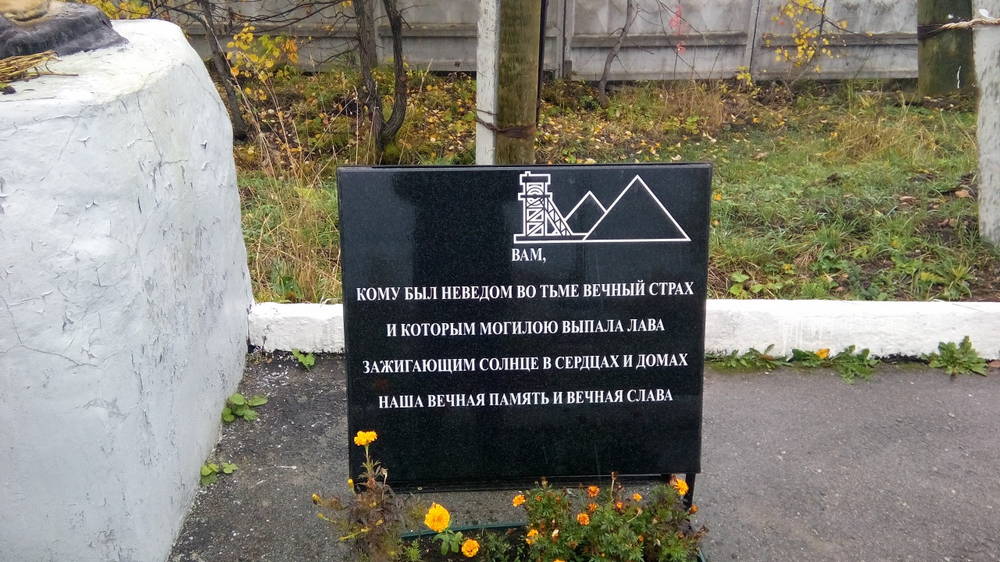 ВАМ,
КОМУ БЫЛ НЕВЕДОМ ВО ТЬМЕ ВЕЧНЫЙ СТРАХ
И КОТОРЫМ МОГИЛОЮ ВЫПАЛА ЛАВА
ЗАЖИГАЮЩИМ СОЛНЦЕ В СЕРДЦАХ И ДОМАХ
НАША ВЕЧНАЯ ПАМЯТЬ И ВЕЧНАЯ СЛАВА